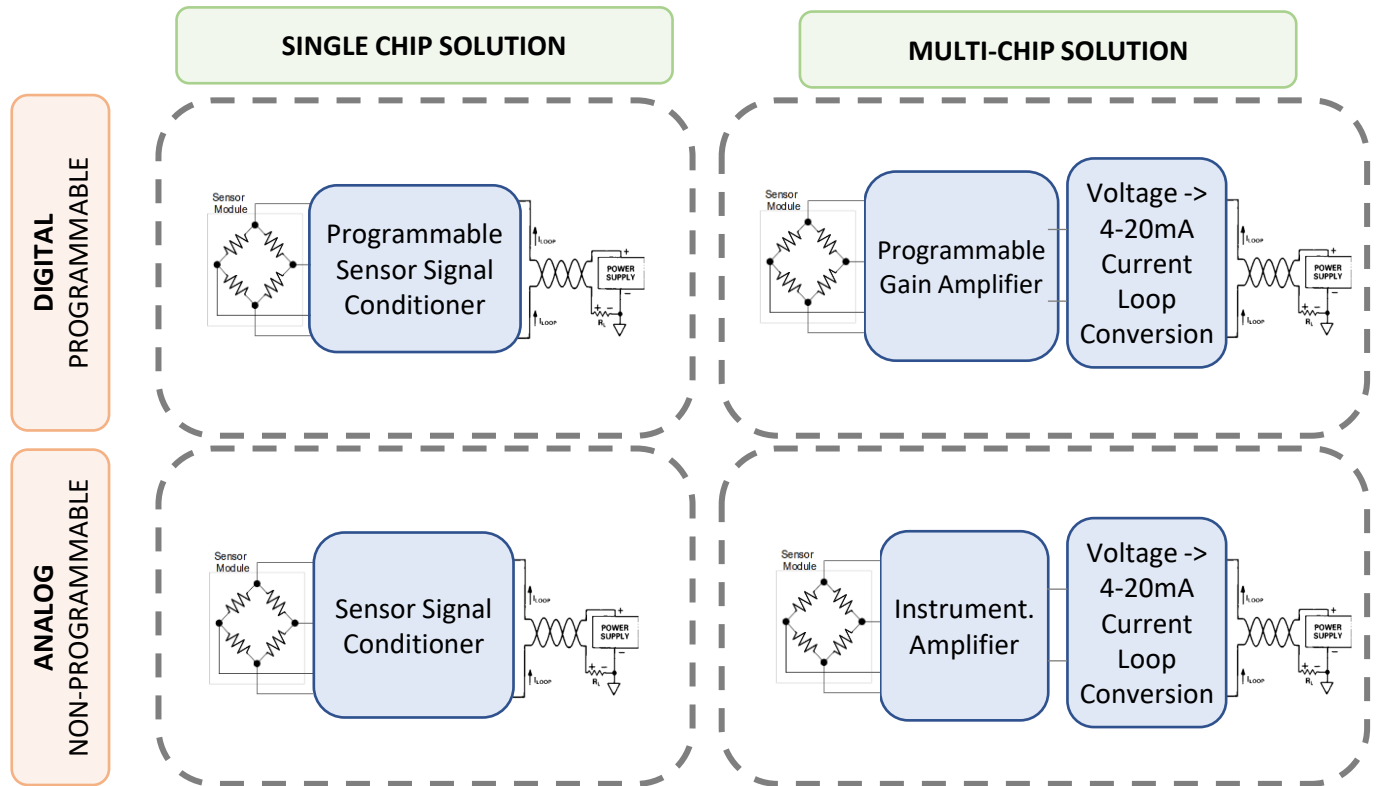 SINGLE CHIP SOLUTION
MULTI-CHIP SOLUTION
DIGITAL
PROGRAMMABLE
Sensor
Module
Programmable
Sensor Signal
Conditioner
ILOOP
ILOOP
+
POWER
SUPPLY
−
+ −
RL
Sensor
Module
Programmable
Gain Amplifier
Voltage ->
4-20mA
Current
Loop
Conversion
ILOOP
ILOOP
+
POWER
SUPPLY
−
+ −
RL
ANALOG
NON-PROGRAMMABLE
Sensor
Module
Sensor Signal
Conditioner
ILOOP
ILOOP
+
POWER
SUPPLY
−
+ −
RL
Sensor
Module
Instrument.
Amplifier
Voltage ->
4-20mA
Current
Loop
Conversion
ILOOP
ILOOP
+
POWER
SUPPLY
−
+ −
RL